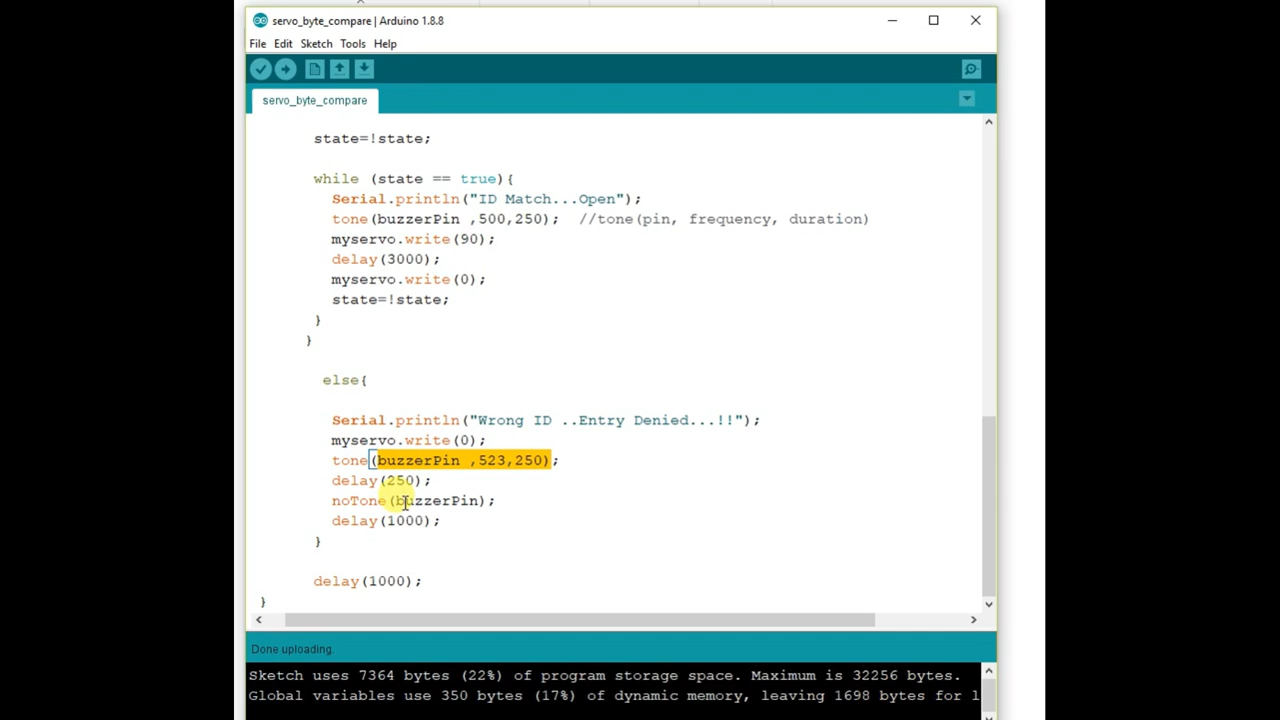 servo_byte_compare | Arduino 1.8.8
File Edit Sketch Tools Help
servo_byte_compare
state=!state;
while (state == true){
Serial.println("ID Match...Open");
tone(buzzerPin ,500,250); //tone(pin, frequency, duration)
myservo.write(90);
delay(3000);
myservo.write(0);
state=!state;
}
}
else{
Serial.println("Wrong ID ..Entry Denied...!!");
myservo.write(0);
tone(buzzerPin ,523,250);
delay(250);
noTone(buzzerPin);
delay(1000);
}
delay(1000);
}
Done uploading.
Sketch uses 7364 bytes (22%) of program storage space. Maximum is 32256 bytes.
Global variables use 350 bytes (17%) of dynamic memory, leaving 1698 bytes for l